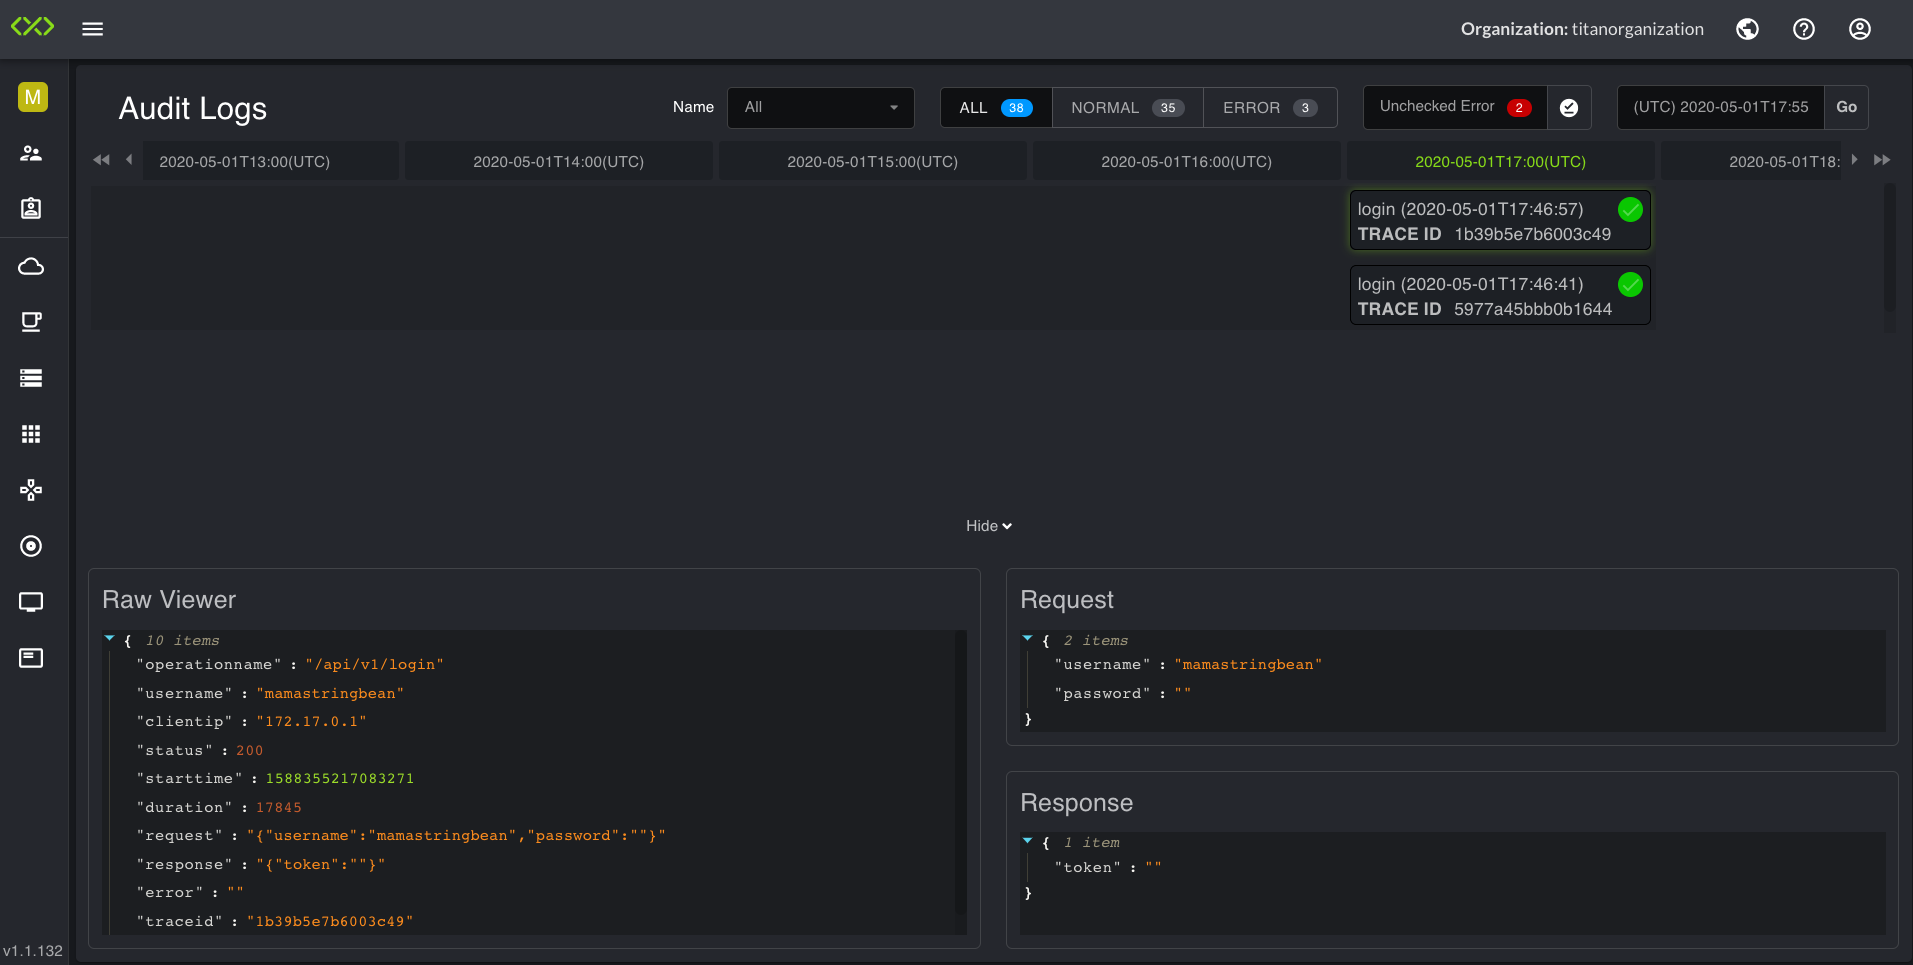 Organization: titanorganization
M
Audit Logs
Name All
ALL 38 NORMAL 35 ERROR 3
Unchecked Error 2
(UTC) 2020-05-01T17:55 Go
2020-05-01T13:00(UTC) 2020-05-01T14:00(UTC) 2020-05-01T15:00(UTC) 2020-05-01T16:00(UTC) 2020-05-01T17:00(UTC) 2020-05-01T18:
login (2020-05-01T17:46:57)
TRACE ID 1b39b5e7b6003c49
login (2020-05-01T17:46:41)
TRACE ID 5977a45bbb0b1644
Hide
Raw Viewer
{ 10 items
"operationname" : "/api/v1/login"
"username" : "mamastringbean"
"clientip" : "172.17.0.1"
"status" : 200
"starttime" : 1588355217083271
"duration" : 17845
"request" : "{"username":"mamastringbean","password":""}"
"response" : "{"token":""}"
"error" : ""
"traceid" : "1b39b5e7b6003c49"
Request
{ 2 items
"username" : "mamastringbean"
"password" : ""
}
Response
{ 1 item
"token" : ""
}
v1.1.132